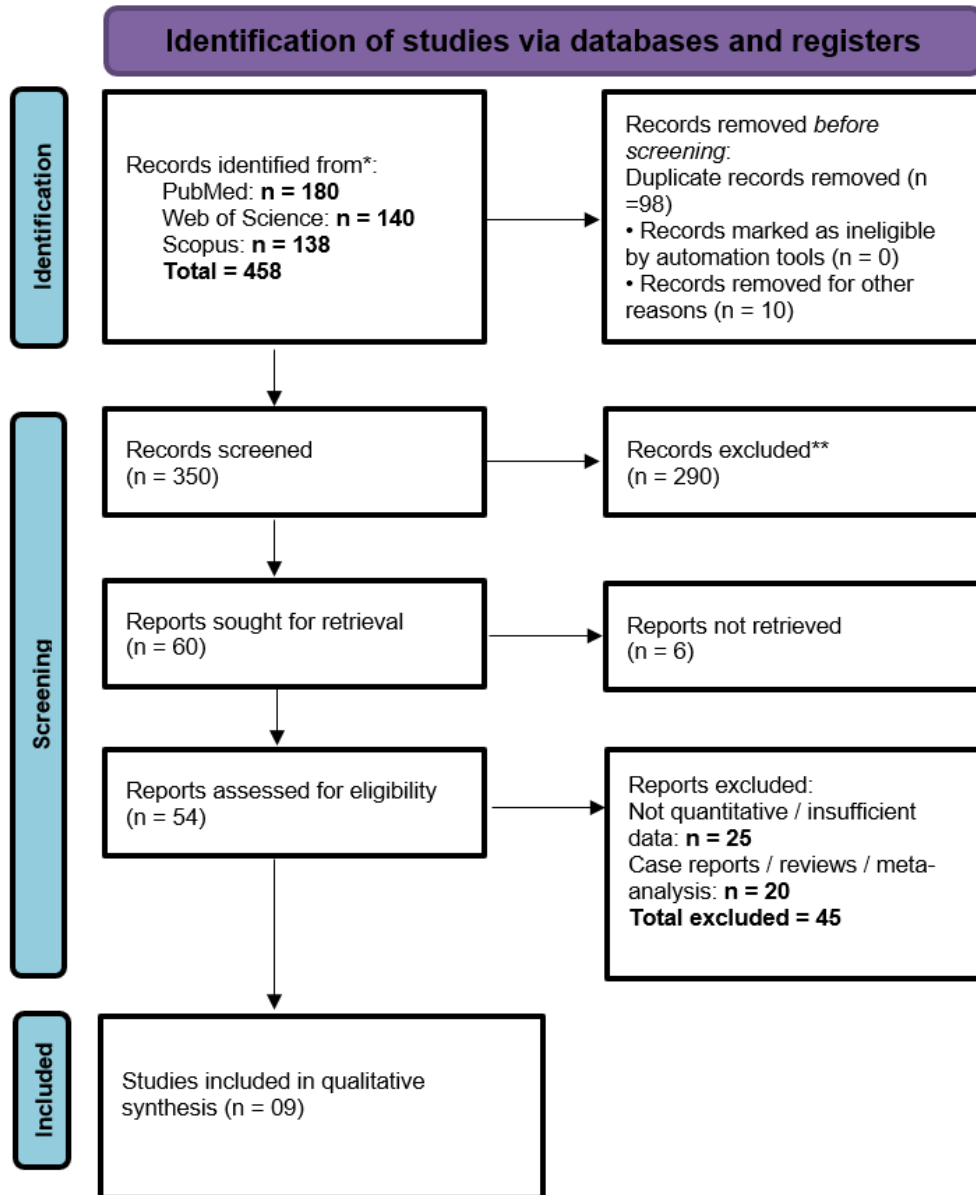 Identification of studies via databases and registers
Identification
Records identified from*:
PubMed: n = 180
Web of Science: n = 140
Scopus: n = 138
Total = 458
Records removed before
screening:
Duplicate records removed (n
=98)
• Records marked as ineligible
by automation tools (n = 0)
• Records removed for other
reasons (n = 10)
Screening
Records screened
(n = 350)
Records excluded**
(n = 290)
Reports sought for retrieval
(n = 60)
Reports not retrieved
(n = 6)
Reports assessed for eligibility
(n = 54)
Reports excluded:
Not quantitative / insufficient
data: n = 25
Case reports / reviews / meta-
analysis: n = 20
Total excluded = 45
Included
Studies included in qualitative
synthesis (n = 09)